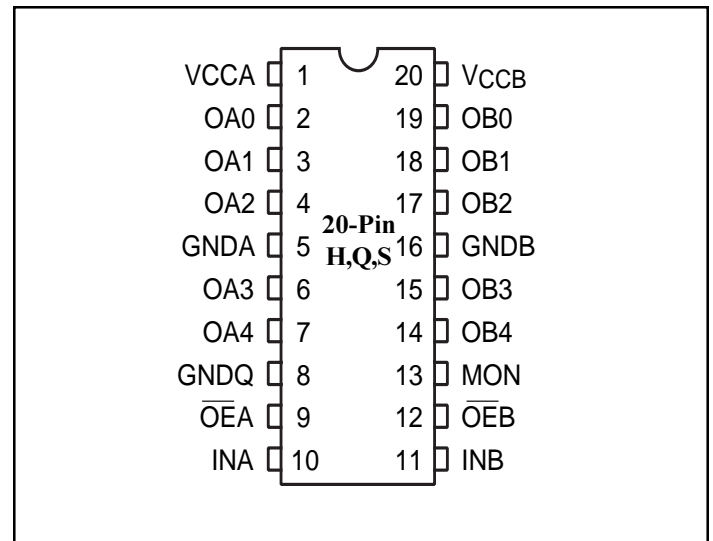 VCCA 1 20 VCCB
OA0 2 19 OB0
OA1 3 18 OB1
OA2 4 17 OB2
20-Pin
GNDA 5 H,Q,S 16 GNDB
OA3 6 15 OB3
OA4 7 14 OB4
GNDQ 8 13 MON
O̅E̅A 9 12 O̅E̅B
INA 10 11 INB